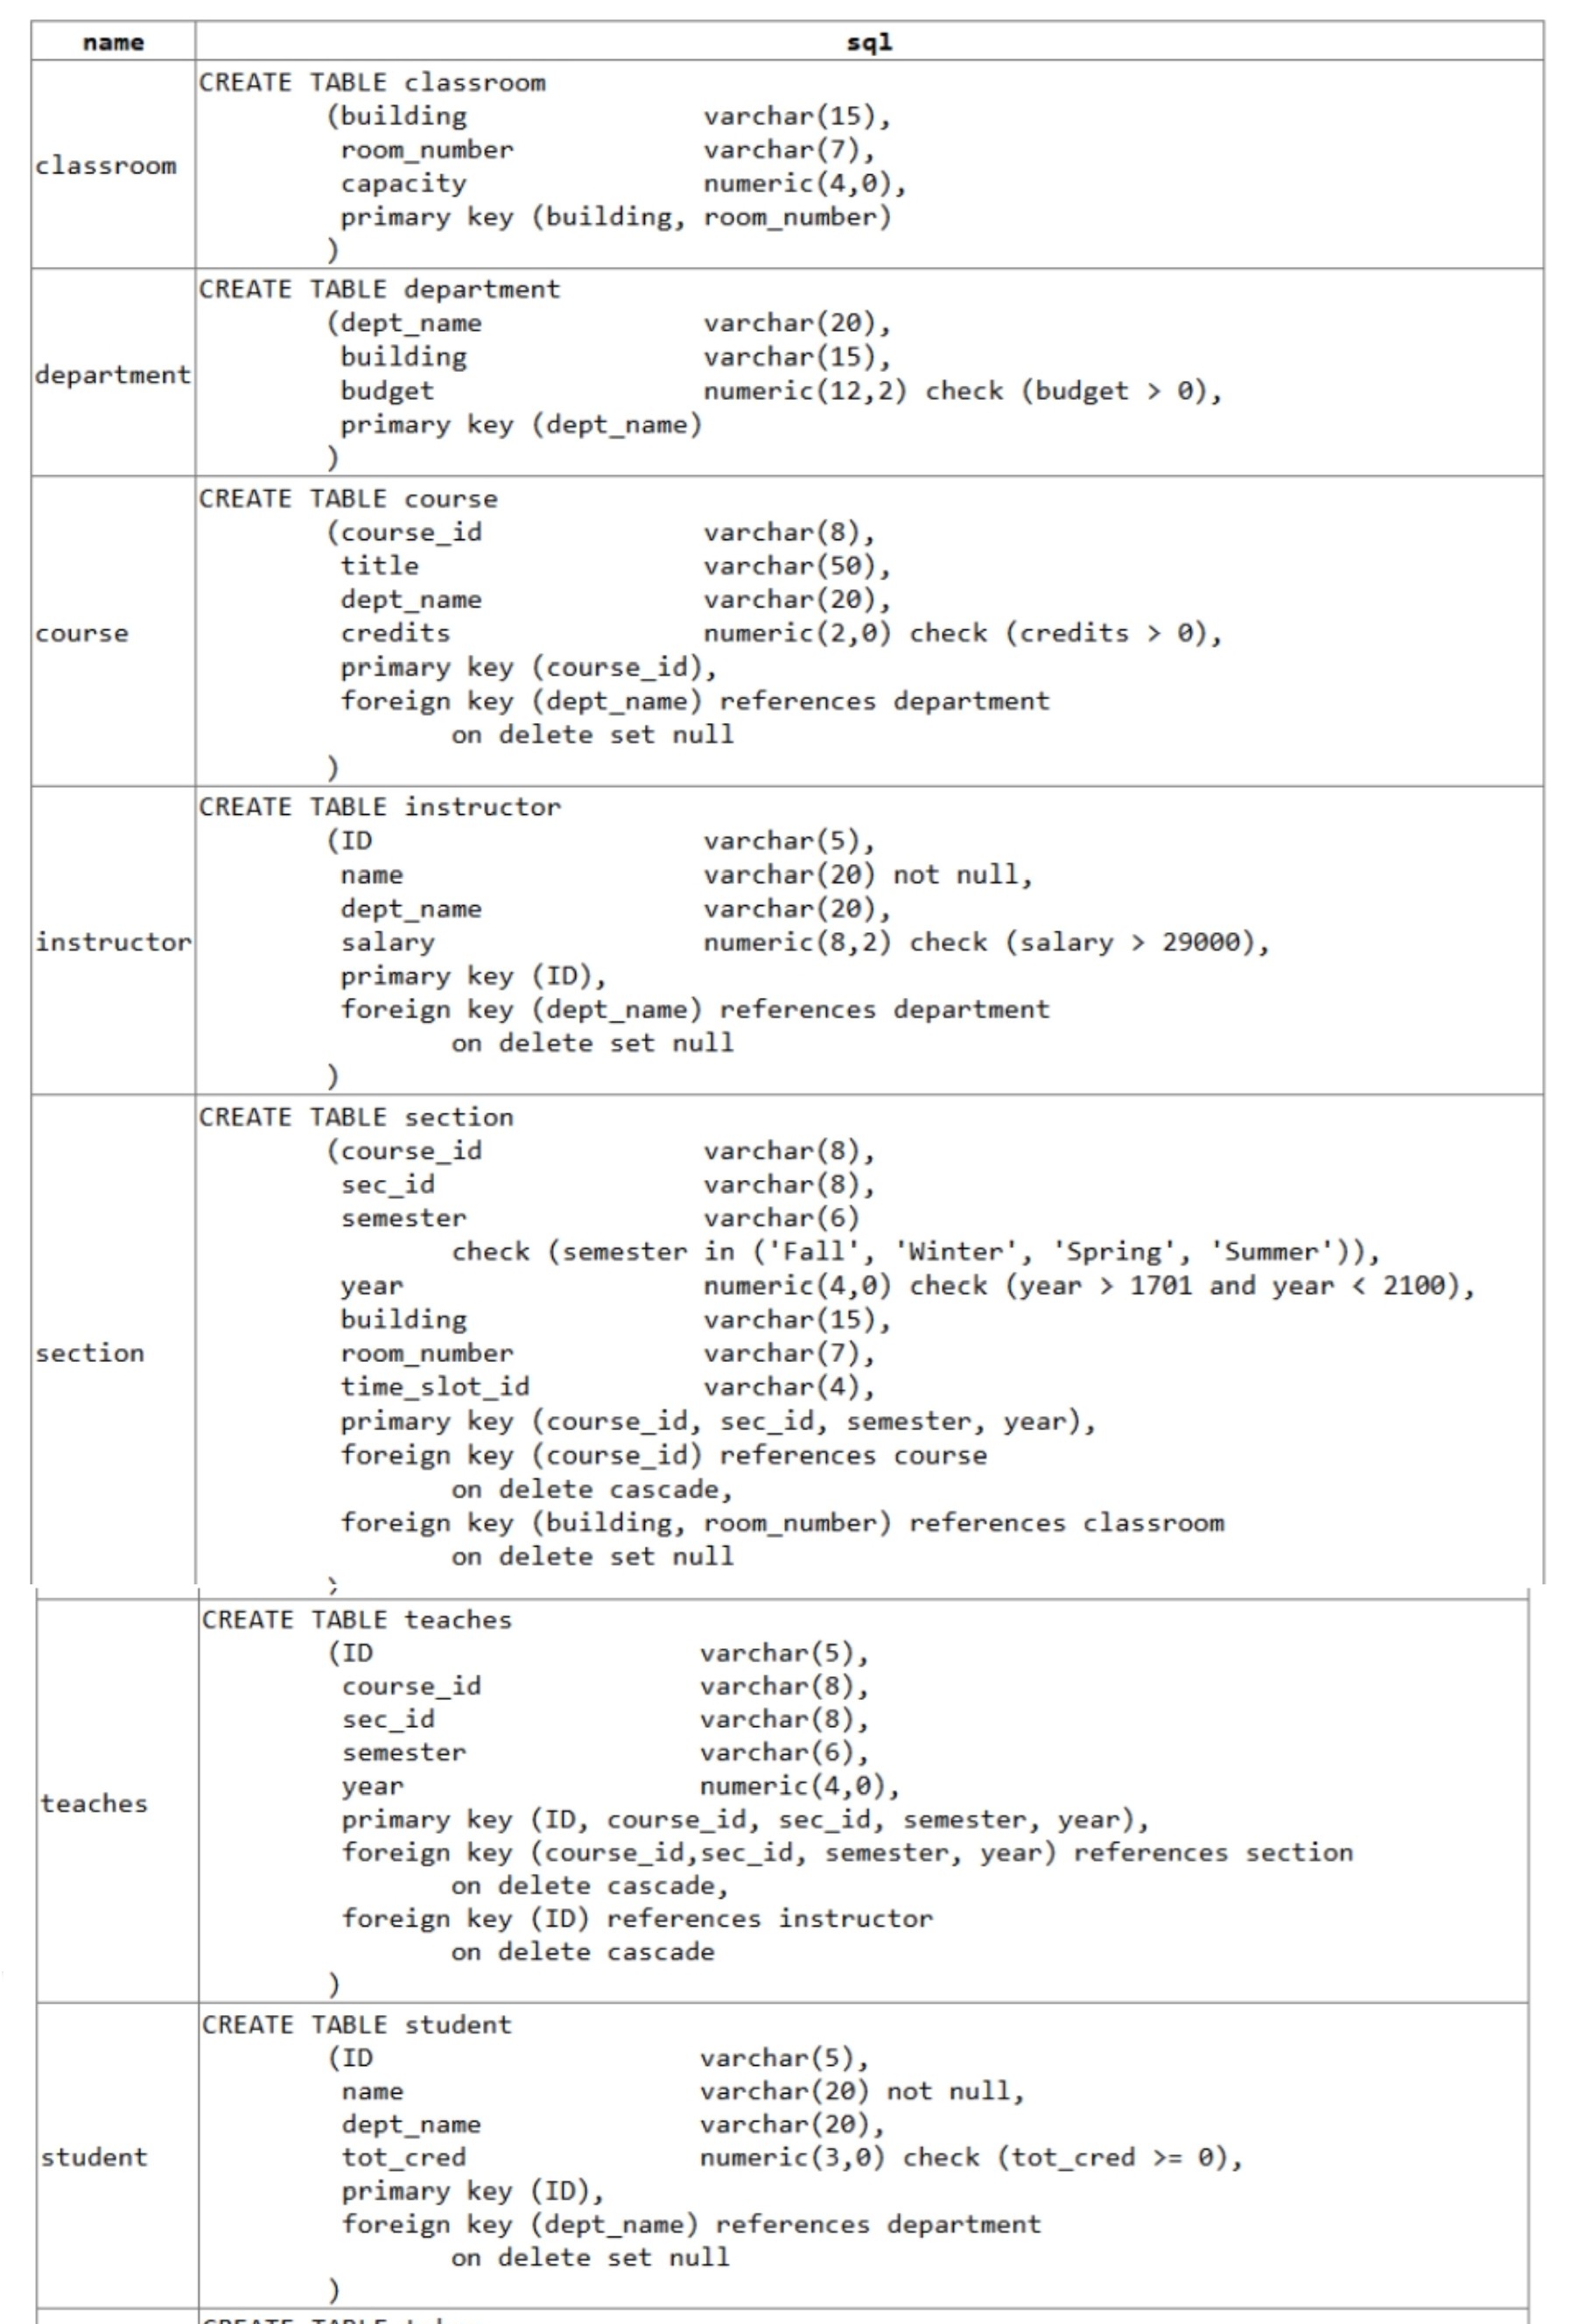 name sql
classroom
CREATE TABLE classroom
(building varchar(15),
room_number varchar(7),
capacity numeric(4,0),
primary key (building, room_number)
)
department
CREATE TABLE department
(dept_name varchar(20),
building varchar(15),
budget numeric(12,2) check (budget > 0),
primary key (dept_name)
)
course
CREATE TABLE course
(course_id varchar(8),
title varchar(50),
dept_name varchar(20),
credits numeric(2,0) check (credits > 0),
primary key (course_id),
foreign key (dept_name) references department
on delete set null
)
instructor
CREATE TABLE instructor
(ID varchar(5),
name varchar(20) not null,
dept_name varchar(20),
salary numeric(8,2) check (salary > 29000),
primary key (ID),
foreign key (dept_name) references department
on delete set null
)
section
CREATE TABLE section
(course_id varchar(8),
sec_id varchar(8),
semester varchar(6)
check (semester in ('Fall', 'Winter', 'Spring', 'Summer')),
year numeric(4,0) check (year > 1701 and year < 2100),
building varchar(15),
room_number varchar(7),
time_slot_id varchar(4),
primary key (course_id, sec_id, semester, year),
foreign key (course_id) references course
on delete cascade,
foreign key (building, room_number) references classroom
on delete set null
)
teaches
CREATE TABLE teaches
(ID varchar(5),
course_id varchar(8),
sec_id varchar(8),
semester varchar(6),
year numeric(4,0),
primary key (ID, course_id, sec_id, semester, year),
foreign key (course_id,sec_id, semester, year) references section
on delete cascade,
foreign key (ID) references instructor
on delete cascade
)
student
CREATE TABLE student
(ID varchar(5),
name varchar(20) not null,
dept_name varchar(20),
tot_cred numeric(3,0) check (tot_cred >= 0),
primary key (ID),
foreign key (dept_name) references department
on delete set null
)
CREATE TABLE